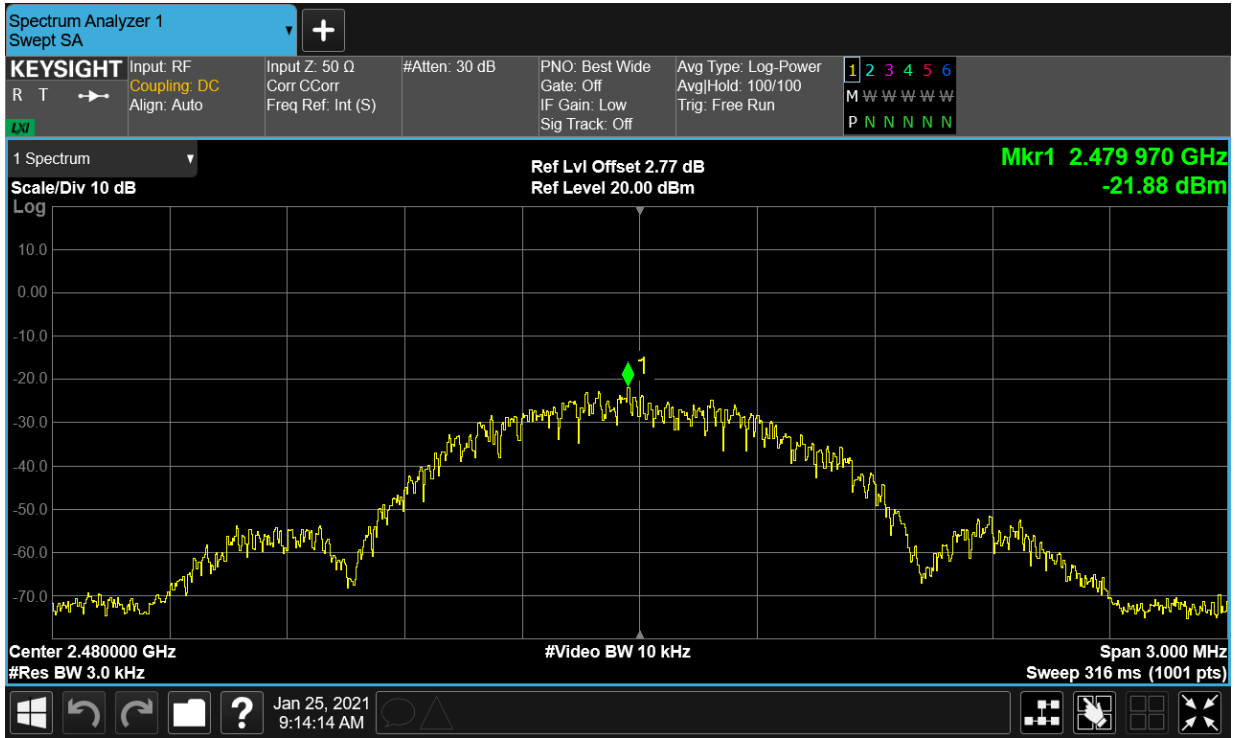 Spectrum Analyzer 1
Swept SA
KEYSIGHT
R T
LXI
Input: RF
Coupling: DC
Align: Auto
Input Z: 50 Ω
Corr CCorr
Freq Ref: Int (S)
#Atten: 30 dB
PNO: Best Wide
Gate: Off
IF Gain: Low
Sig Track: Off
Avg Type: Log-Power
Avg|Hold: 100/100
Trig: Free Run
1 2 3 4 5 6
M W W W W W
P N N N N N
1 Spectrum
Scale/Div 10 dB
Log
Ref Lvl Offset 2.77 dB
Ref Level 20.00 dBm
Mkr1 2.479 970 GHz
-21.88 dBm
10.0
0.00
-10.0
1
-20.0
-30.0
-40.0
-50.0
-60.0
-70.0
Center 2.480000 GHz
#Res BW 3.0 kHz
#Video BW 10 kHz
Span 3.000 MHz
Sweep 316 ms (1001 pts)
?
Jan 25, 2021
9:14:14 AM